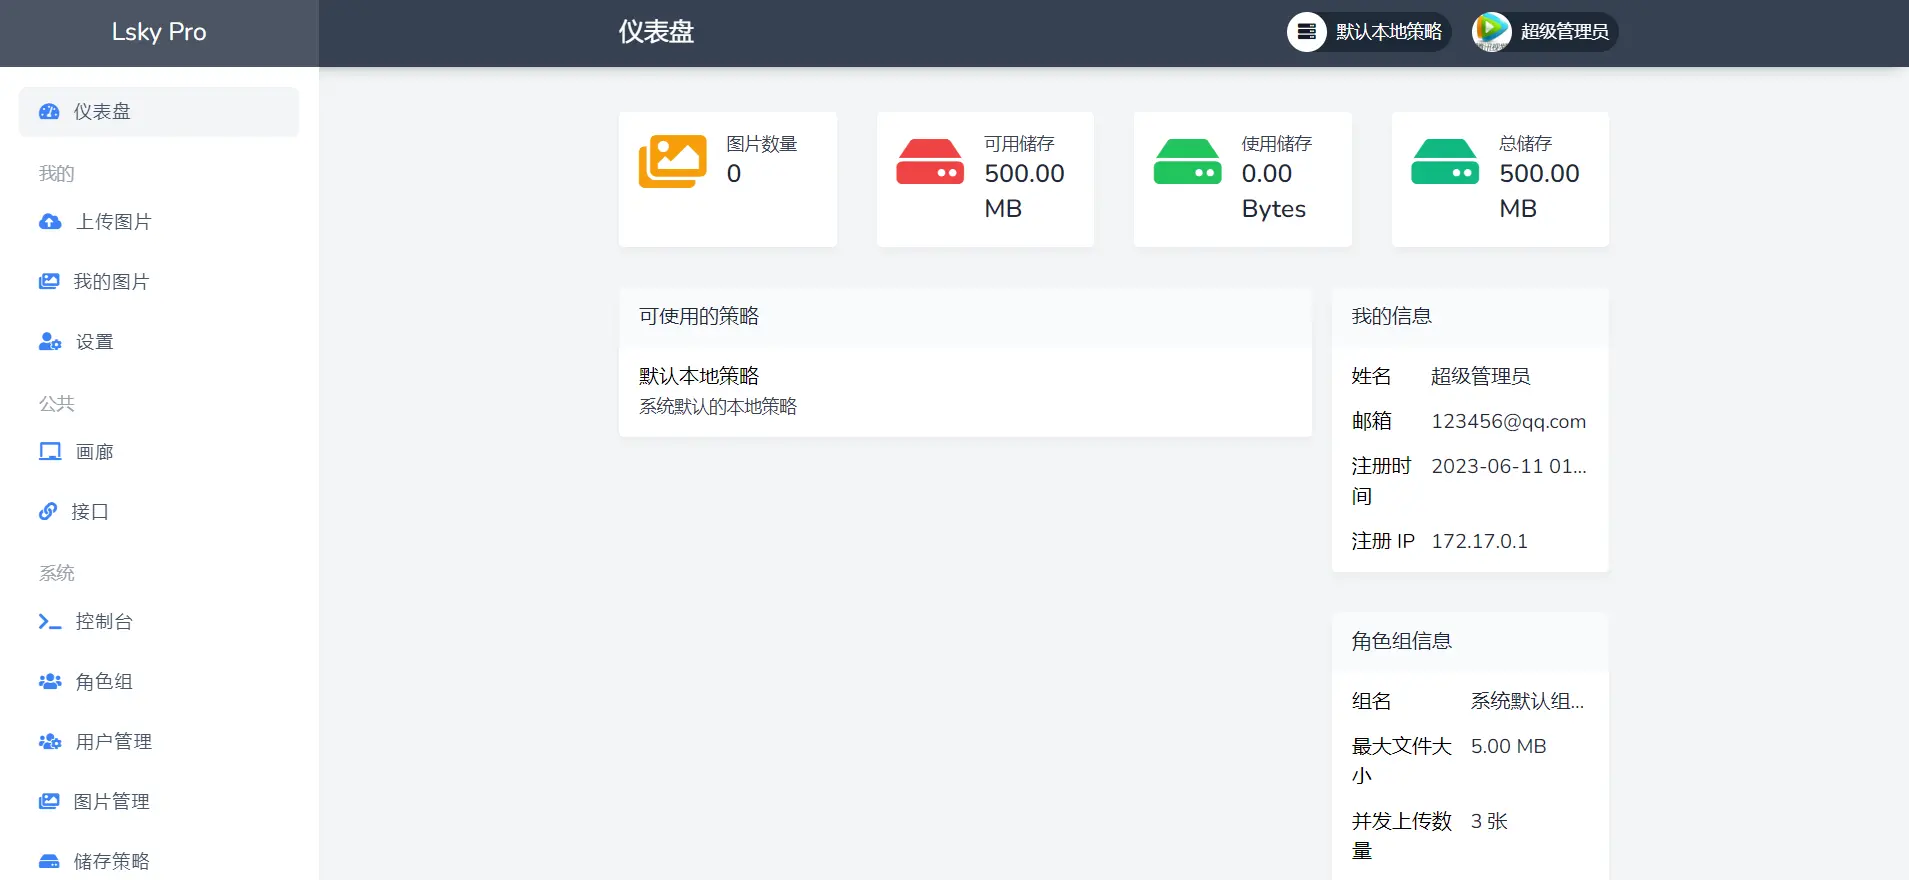 Lsky Pro
仪表盘
默认本地策略
超级管理员
仪表盘
我的
上传图片
我的图片
设置
公共
画廊
接口
系统
控制台
角色组
用户管理
图片管理
储存策略
图片数量
0
可用储存
500.00
MB
使用储存
0.00
Bytes
总储存
500.00
MB
可使用的策略
默认本地策略
系统默认的本地策略
我的信息
姓名 超级管理员
邮箱 123456@qq.com
注册时 2023-06-11 01...
间
注册 IP 172.17.0.1
角色组信息
组名 系统默认组...
最大文件大 5.00 MB
小
并发上传数 3 张
量